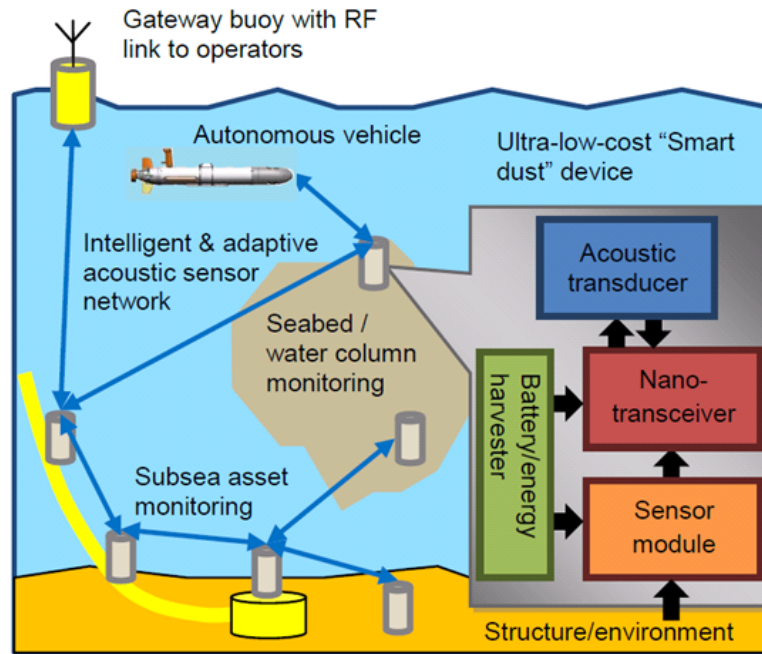 Gateway buoy with RF
link to operators
Autonomous vehicle
Ultra-low-cost “Smart
dust” device
Intelligent & adaptive
acoustic sensor
network
Acoustic
transducer
Seabed /
water column
monitoring
Battery/energy
harvester
Nano-
transceiver
Subsea asset
monitoring
Sensor
module
Structure/environment